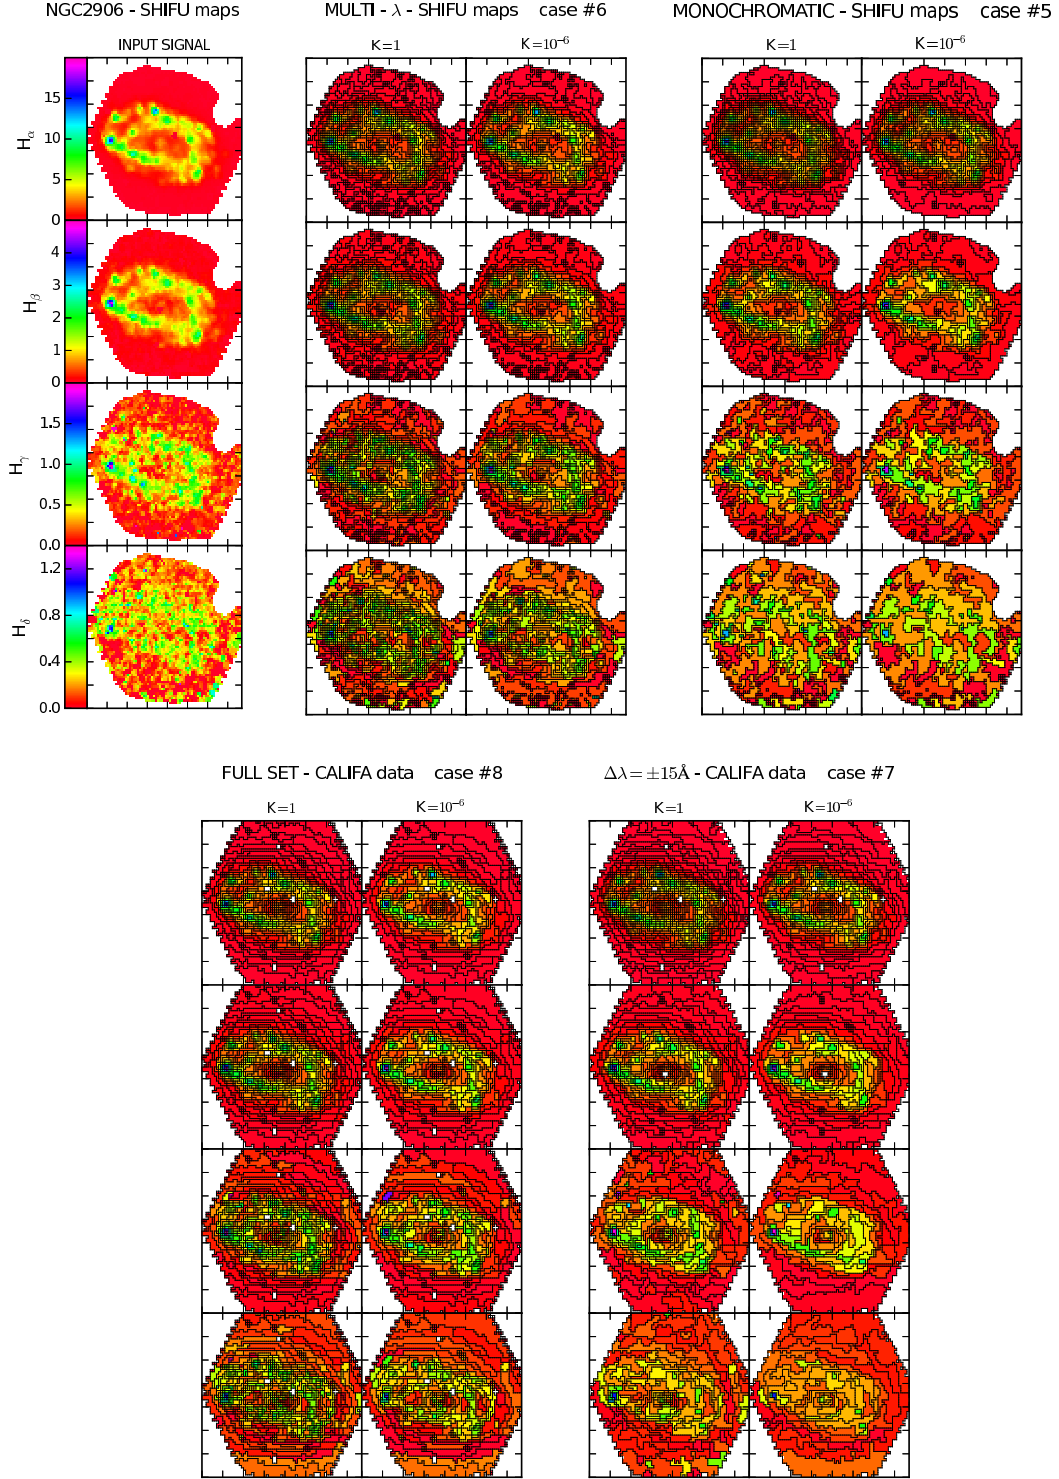 NGC2906 - SHIFU maps
MULTI - λ - SHIFU maps case #6
MONOCHROMATIC - SHIFU maps case #5
INPUT SIGNAL
K=1
K=10⁻⁶
K=1
K=10⁻⁶
15
10
5
0
Hα
4
3
2
1
0
Hβ
1.5
1.0
0.5
0.0
Hγ
1.2
0.8
0.4
0.0
Hδ
FULL SET - CALIFA data case #8
Δλ=±15Å - CALIFA data case #7
K=1
K=10⁻⁶
K=1
K=10⁻⁶